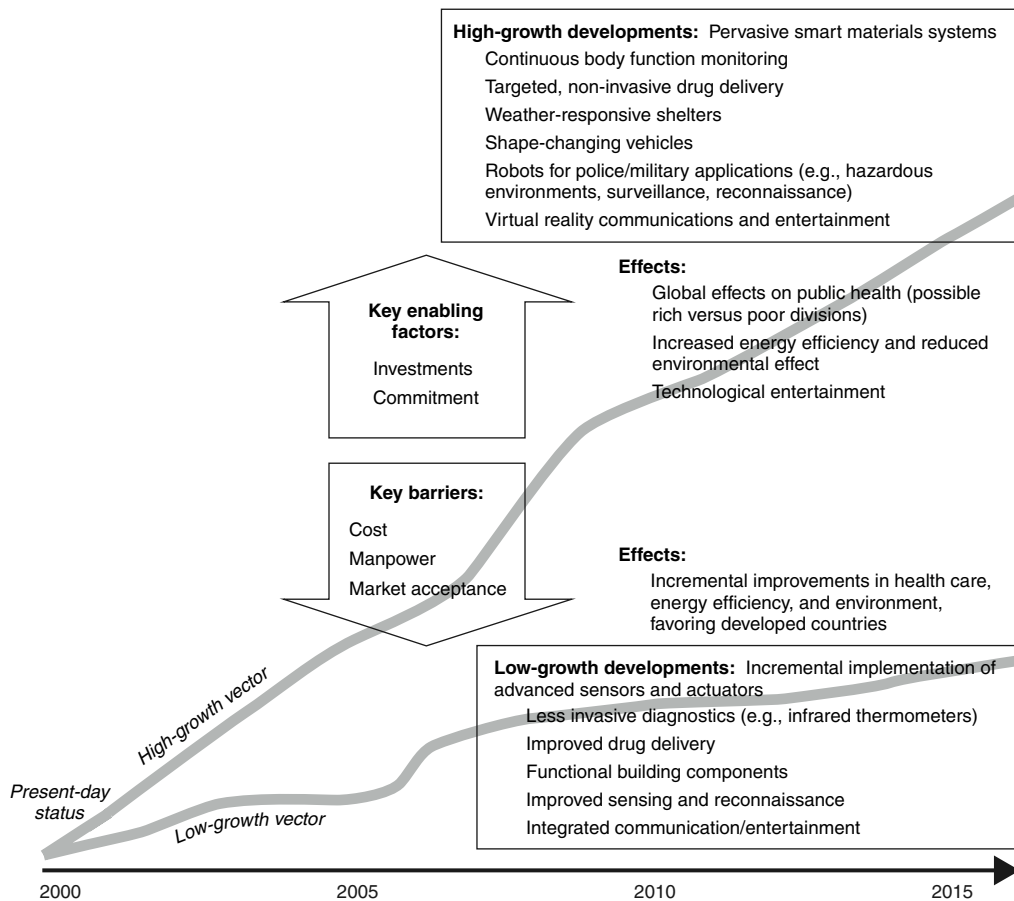 High-growth developments: Pervasive smart materials systems
Continuous body function monitoring
Targeted, non-invasive drug delivery
Weather-responsive shelters
Shape-changing vehicles
Robots for police/military applications (e.g., hazardous
environments, surveillance, reconnaissance)
Virtual reality communications and entertainment
Key enabling
factors:
Investments
Commitment
Effects:
Global effects on public health (possible
rich versus poor divisions)
Increased energy efficiency and reduced
environmental effect
Technological entertainment
Key barriers:
Cost
Manpower
Market acceptance
Effects:
Incremental improvements in health care,
energy efficiency, and environment,
favoring developed countries
Low-growth developments: Incremental implementation of
advanced sensors and actuators
Less invasive diagnostics (e.g., infrared thermometers)
Improved drug delivery
Functional building components
Improved sensing and reconnaissance
Integrated communication/entertainment
High-growth vector
Present-day
status
Low-growth vector
2000
2005
2010
2015